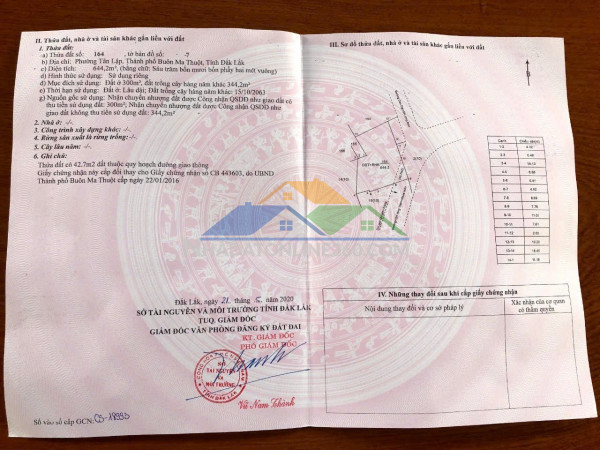 II. Thửa đất, nhà ở và tài sản khác gắn liền với đất
1. Thửa đất:
a) Thửa đất số: 164 , tờ bản đồ số: 7
b) Địa chỉ: Phường Tân Lập, Thành phố Buôn Ma Thuột, Tỉnh Đắk Lắk
c) Diện tích: 644,2m², (bằng chữ: Sáu trăm bốn mươi bốn phẩy hai mét vuông)
d) Hình thức sử dụng: Sử dụng riêng
đ) Mục đích sử dụng: Đất ở 300m², đất trồng cây hàng năm khác 344,2m²
e) Thời hạn sử dụng: Đất ở: Lâu dài; Đất trồng cây hàng năm khác: 15/10/2063
g) Nguồn gốc sử dụng: Nhận chuyển nhượng đất được Công nhận QSDĐ như giao đất có
thu tiền sử dụng đất: 300m²; Nhận chuyển nhượng đất được Công nhận QSDĐ như giao
đất không thu tiền sử dụng đất: 344,2m²
2. Nhà ở: -/-
3. Công trình xây dựng khác: -/-
4. Rừng sản xuất là rừng trồng: -/-
5. Cây lâu năm: -/-
6. Ghi chú:
Thửa đất có 42.7m2 đất thuộc quy hoạch đường giao thông
Giấy chứng nhận này cấp đổi thay cho Giấy chứng nhận số CB 443603, do UBND
Thành phố Buôn Ma Thuột cấp ngày 22/01/2016
Đắk Lắk, ngày 21 tháng 5 năm 2020
SỞ TÀI NGUYÊN VÀ MÔI TRƯỜNG TỈNH ĐẮK LẮK
TUQ. GIÁM ĐỐC
GIÁM ĐỐC VĂN PHÒNG ĐĂNG KÝ ĐẤT ĐAI
KT. GIÁM ĐỐC
PHÓ GIÁM ĐỐC
SỞ
TÀI NGUYÊN
VÀ
MÔI TRƯỜNG
TỈNH ĐẮK LẮK
Vũ Nam Thành
Số vào sổ cấp GCN:
III. Sơ đồ thửa đất, nhà ở và tài sản khác gắn liền với đất
IV. Những thay đổi sau khi cấp giấy chứng nhận
Nội dung thay đổi và cơ sở pháp lý
Xác nhận của cơ quan
có thẩm quyền